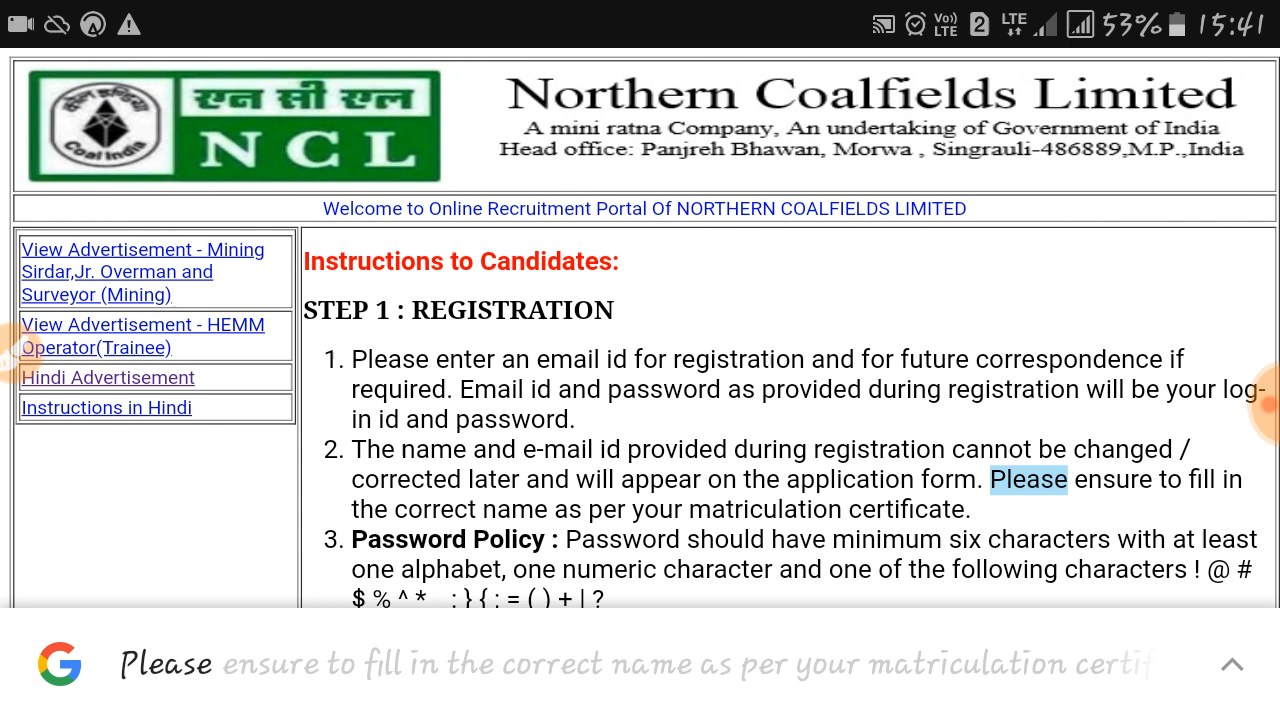 Vo))
LTE
2
LTE
53%
15:41
कोल इण्डिया
Coal India
एन सी एल
NCL
Northern Coalfields Limited
A mini ratna Company, An undertaking of Government of India
Head office: Panjreh Bhawan, Morwa , Singrauli-486889,M.P.,India
Welcome to Online Recruitment Portal Of NORTHERN COALFIELDS LIMITED
View Advertisement - Mining
Sirdar,Jr. Overman and
Surveyor (Mining)
View Advertisement - HEMM
Operator(Trainee)
Hindi Advertisement
Instructions in Hindi
Instructions to Candidates:
STEP 1 : REGISTRATION
1. Please enter an email id for registration and for future correspondence if
required. Email id and password as provided during registration will be your log-
in id and password.
2. The name and e-mail id provided during registration cannot be changed /
corrected later and will appear on the application form. Please ensure to fill in
the correct name as per your matriculation certificate.
3. Password Policy : Password should have minimum six characters with at least
one alphabet, one numeric character and one of the following characters ! @ #
$ % ^ * _ : } { ; = ( ) + | ?
Please ensure to fill in the correct name as per your matriculation certif